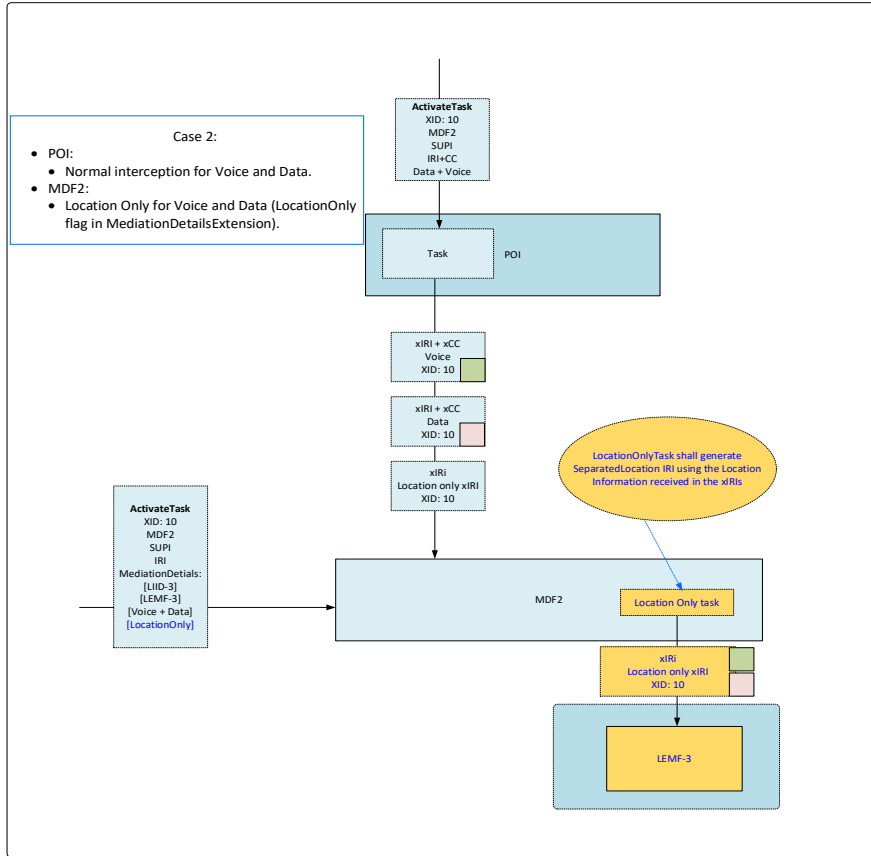 ActivateTask
XID: 10
MDF2
SUPI
IRI+CC
Data + Voice
Case 2:
• POI:
• Normal interception for Voice and Data.
• MDF2:
• Location Only for Voice and Data (LocationOnly
flag in MediationDetailsExtension).
Task
POI
xIRI + xCC
Voice
XID: 10
xIRI + xCC
Data
XID: 10
xIRi
Location only xIRI
XID: 10
LocationOnlyTask shall generate
SeparatedLocation IRI using the Location
Information received in the xIRIs
ActivateTask
XID: 10
MDF2
SUPI
IRI
MediationDetials:
[LIID-3]
[LEMF-3]
[Voice + Data]
[LocationOnly]
MDF2
Location Only task
xIRi
Location only xIRI
XID: 10
LEMF-3